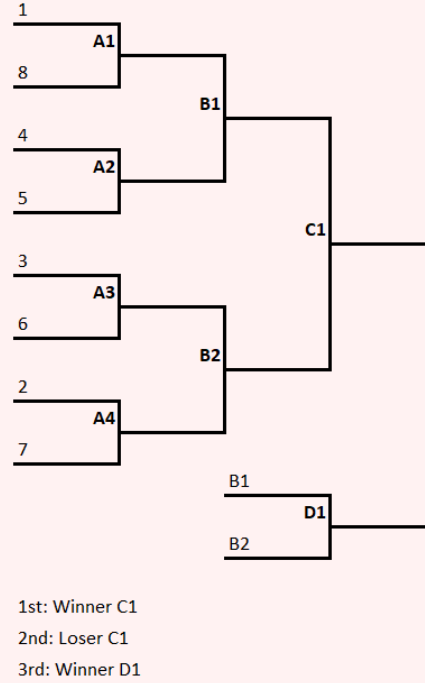 1
A1
8
B1
4
A2
5
C1
3
A3
6
B2
2
A4
7
B1
D1
B2
1st: Winner C1
2nd: Loser C1
3rd: Winner D1